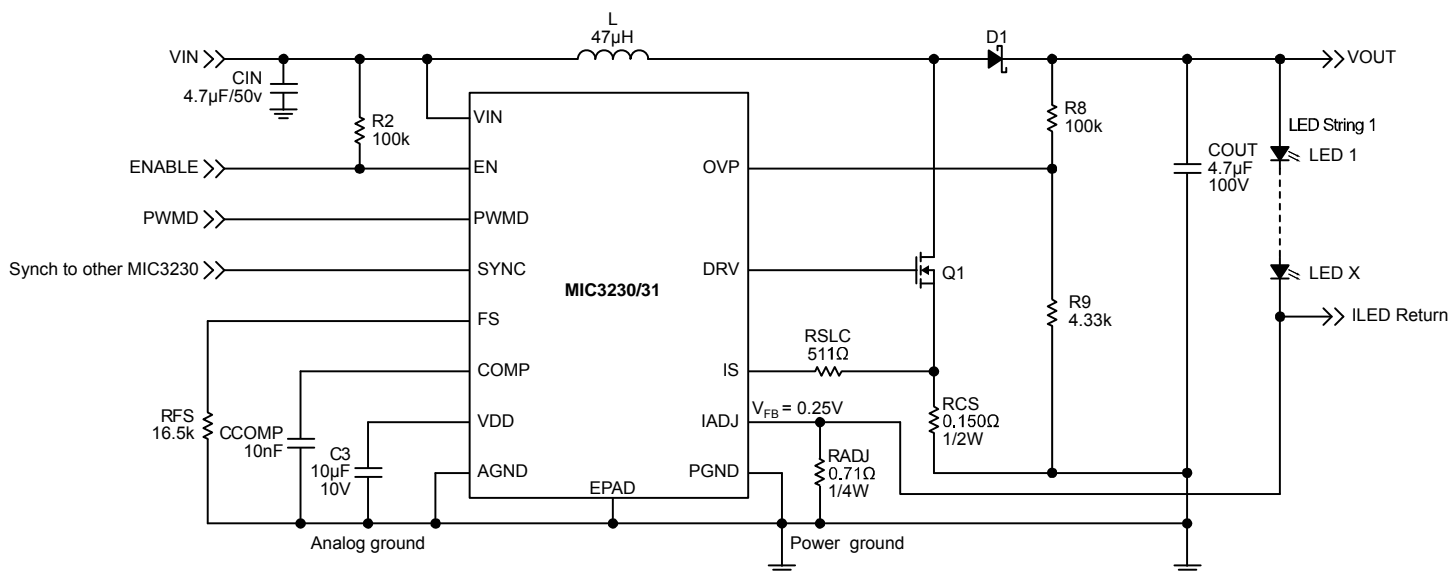 L
47µH
D1
VIN
VOUT
CIN
4.7µF/50v
R2
100k
VIN
R8
100k
LED String 1
LED 1
COUT
4.7µF
100V
ENABLE
EN
OVP
PWMD
PWMD
Synch to other MIC3230
SYNC
DRV
Q1
LED X
MIC3230/31
R9
4.33k
FS
ILED Return
RSLC
511Ω
COMP
IS
RFS
16.5k
CCOMP
10nF
VDD
IADJ
VFB = 0.25V
RCS
0.150Ω
1/2W
C3
10µF
10V
RADJ
0.71Ω
1/4W
AGND
PGND
EPAD
Analog ground
Power ground